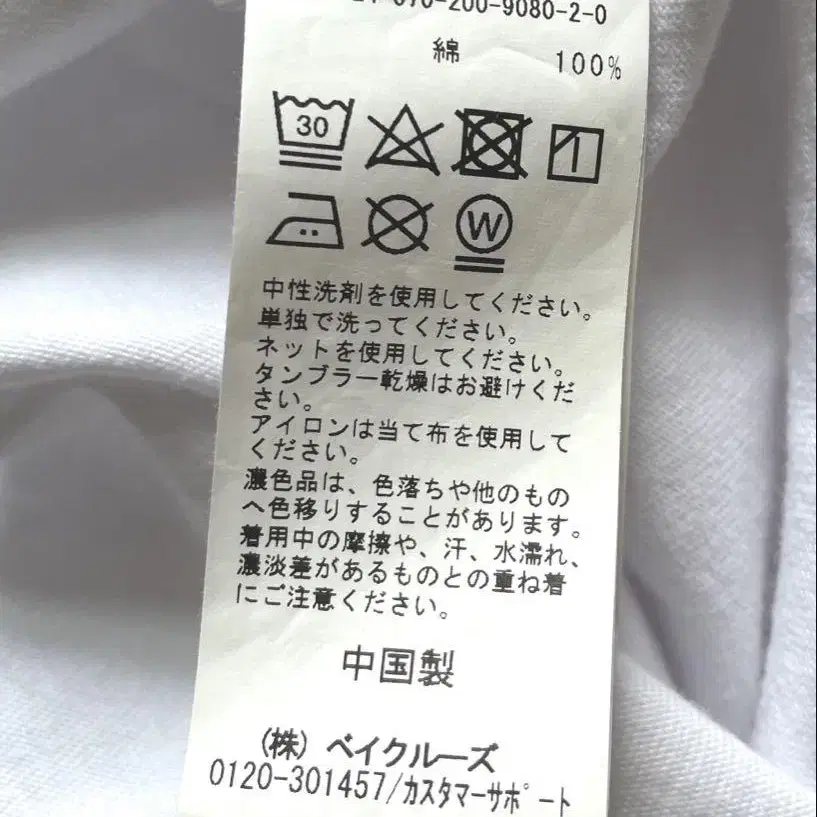 070-200-9080-2-0
綿 100%
30
W
中性洗剤を使用してください。
単独で洗ってください。
ネットを使用してください。
タンブラー乾燥はお避けくだ
さい。
アイロンは当て布を使用して
ください。
濃色品は、色落ちや他のもの
へ色移りすることがあります。
着用中の摩擦や、汗、水濡れ、
濃淡差があるものとの重ね着
にご注意ください。
中国製
(株) ベイクルーズ
0120-301457/カスタマーサポート